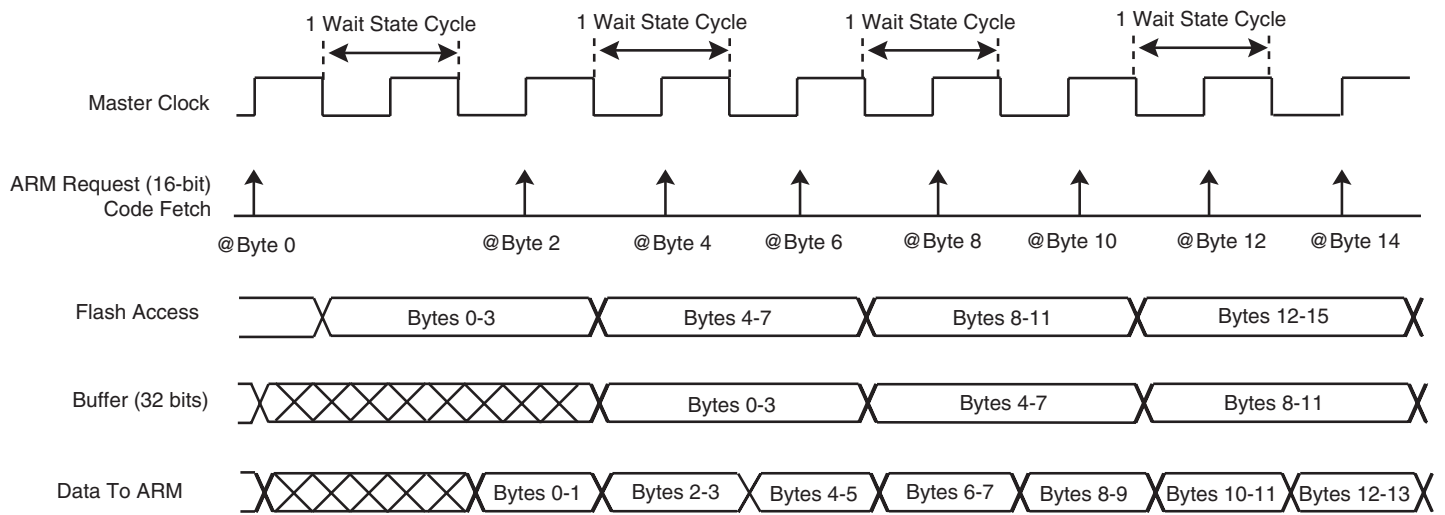 1 Wait State Cycle 1 Wait State Cycle 1 Wait State Cycle 1 Wait State Cycle
Master Clock
ARM Request (16-bit)
Code Fetch
@Byte 0 @Byte 2 @Byte 4 @Byte 6 @Byte 8 @Byte 10 @Byte 12 @Byte 14
Flash Access Bytes 0-3 Bytes 4-7 Bytes 8-11 Bytes 12-15
Buffer (32 bits) Bytes 0-3 Bytes 4-7 Bytes 8-11
Data To ARM Bytes 0-1 Bytes 2-3 Bytes 4-5 Bytes 6-7 Bytes 8-9 Bytes 10-11 Bytes 12-13